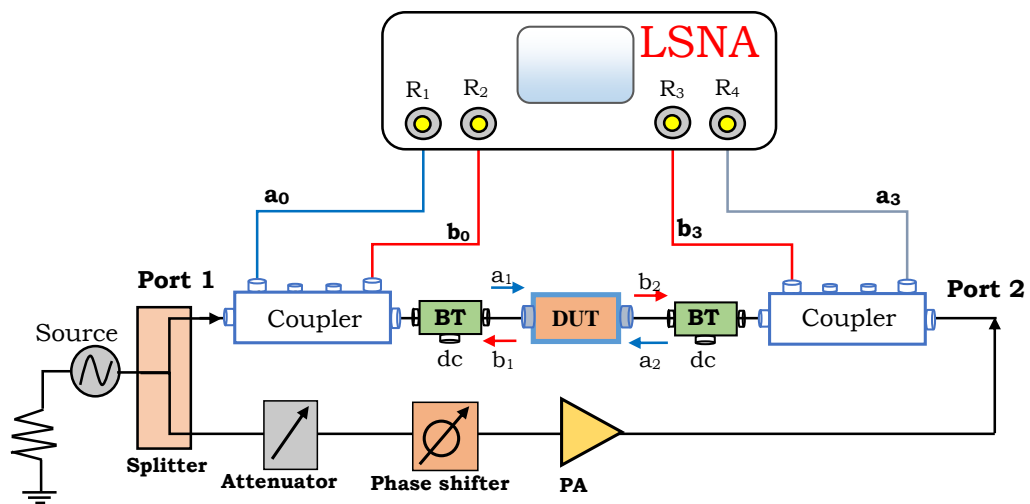 LSNA
R1 R2 R3 R4
a0 b0 b3 a3
Port 1 a1 b2 Port 2
Coupler BT DUT BT Coupler
Source dc b1 a2 dc
Splitter Attenuator Phase shifter PA